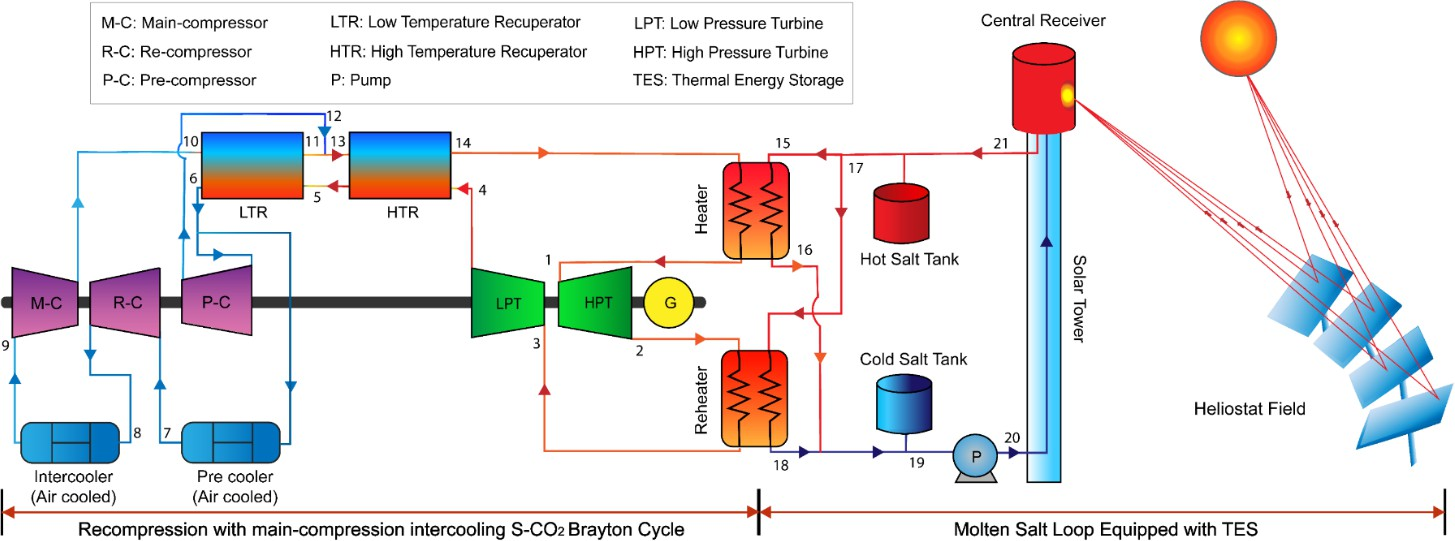 M-C: Main-compressor
LTR: Low Temperature Recuperator
LPT: Low Pressure Turbine
R-C: Re-compressor
HTR: High Temperature Recuperator
HPT: High Pressure Turbine
P-C: Pre-compressor
P: Pump
TES: Thermal Energy Storage
Central Receiver
12
10
11
13
14
15
17
21
6
5
4
LTR
HTR
Heater
Hot Salt Tank
16
1
M-C
R-C
P-C
LPT
HPT
G
Solar Tower
9
3
2
Cold Salt Tank
Reheater
Heliostat Field
8
7
18
19
P
20
Intercooler
(Air cooled)
Pre cooler
(Air cooled)
Recompression with main-compression intercooling S-CO₂ Brayton Cycle
Molten Salt Loop Equipped with TES